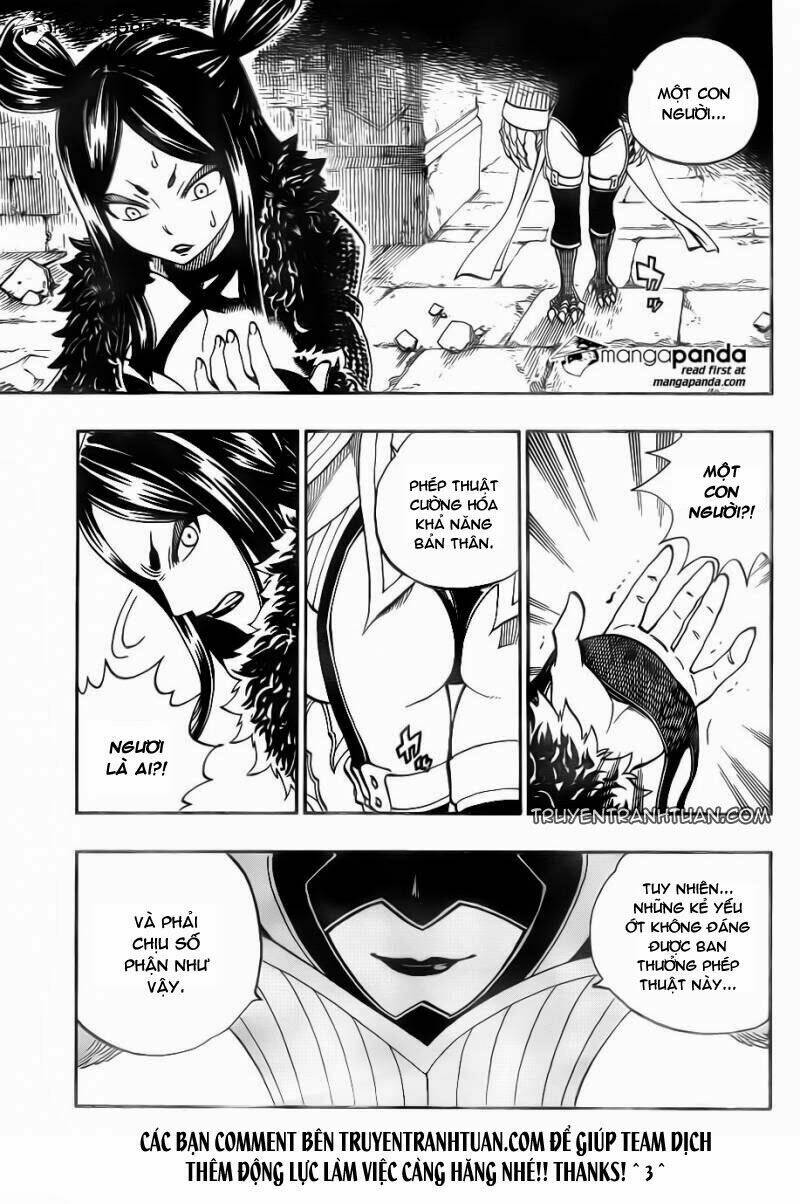 mangapanda
MỘT CON
NGƯỜI...
mangapanda
read first at
mangapanda.com
MỘT
CON
NGƯỜI?!
PHÉP THUẬT
CƯỜNG HÓA
KHẢ NĂNG
BẢN THÂN.
NGƯƠI
LÀ AI?!
TRUYENTRANHTUAN.COM
TUY NHIÊN...
NHỮNG KẺ YẾU
ỚT KHÔNG ĐÁNG
ĐƯỢC BAN
THƯỞNG PHÉP
THUẬT NÀY...
VÀ PHẢI
CHỊU SỐ
PHẬN NHƯ
VẬY.
CÁC BẠN COMMENT BÊN TRUYENTRANHTUAN.COM ĐỂ GIÚP TEAM DỊCH
THÊM ĐỘNG LỰC LÀM VIỆC CÀNG HĂNG NHÉ!! THANKS! ^3^